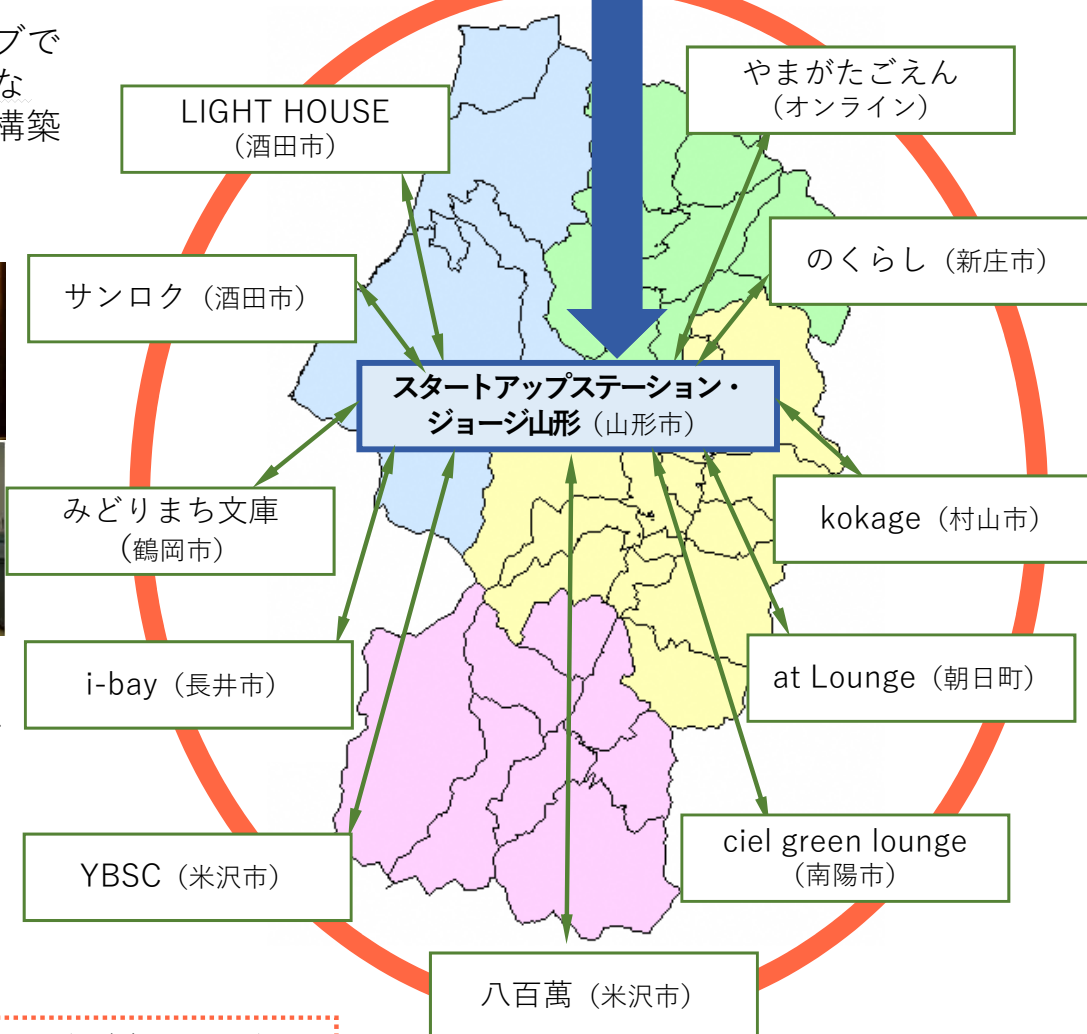 ブで
な
構築
LIGHT HOUSE
（酒田市）
やまがたごえん
（オンライン）
サンロク（酒田市）
のくらし（新庄市）
スタートアップステーション・
ジョージ山形（山形市）
みどりまち文庫
（鶴岡市）
kokage（村山市）
i-bay（長井市）
at Lounge（朝日町）
YBSC（米沢市）
ciel green lounge
（南陽市）
八百萬（米沢市）